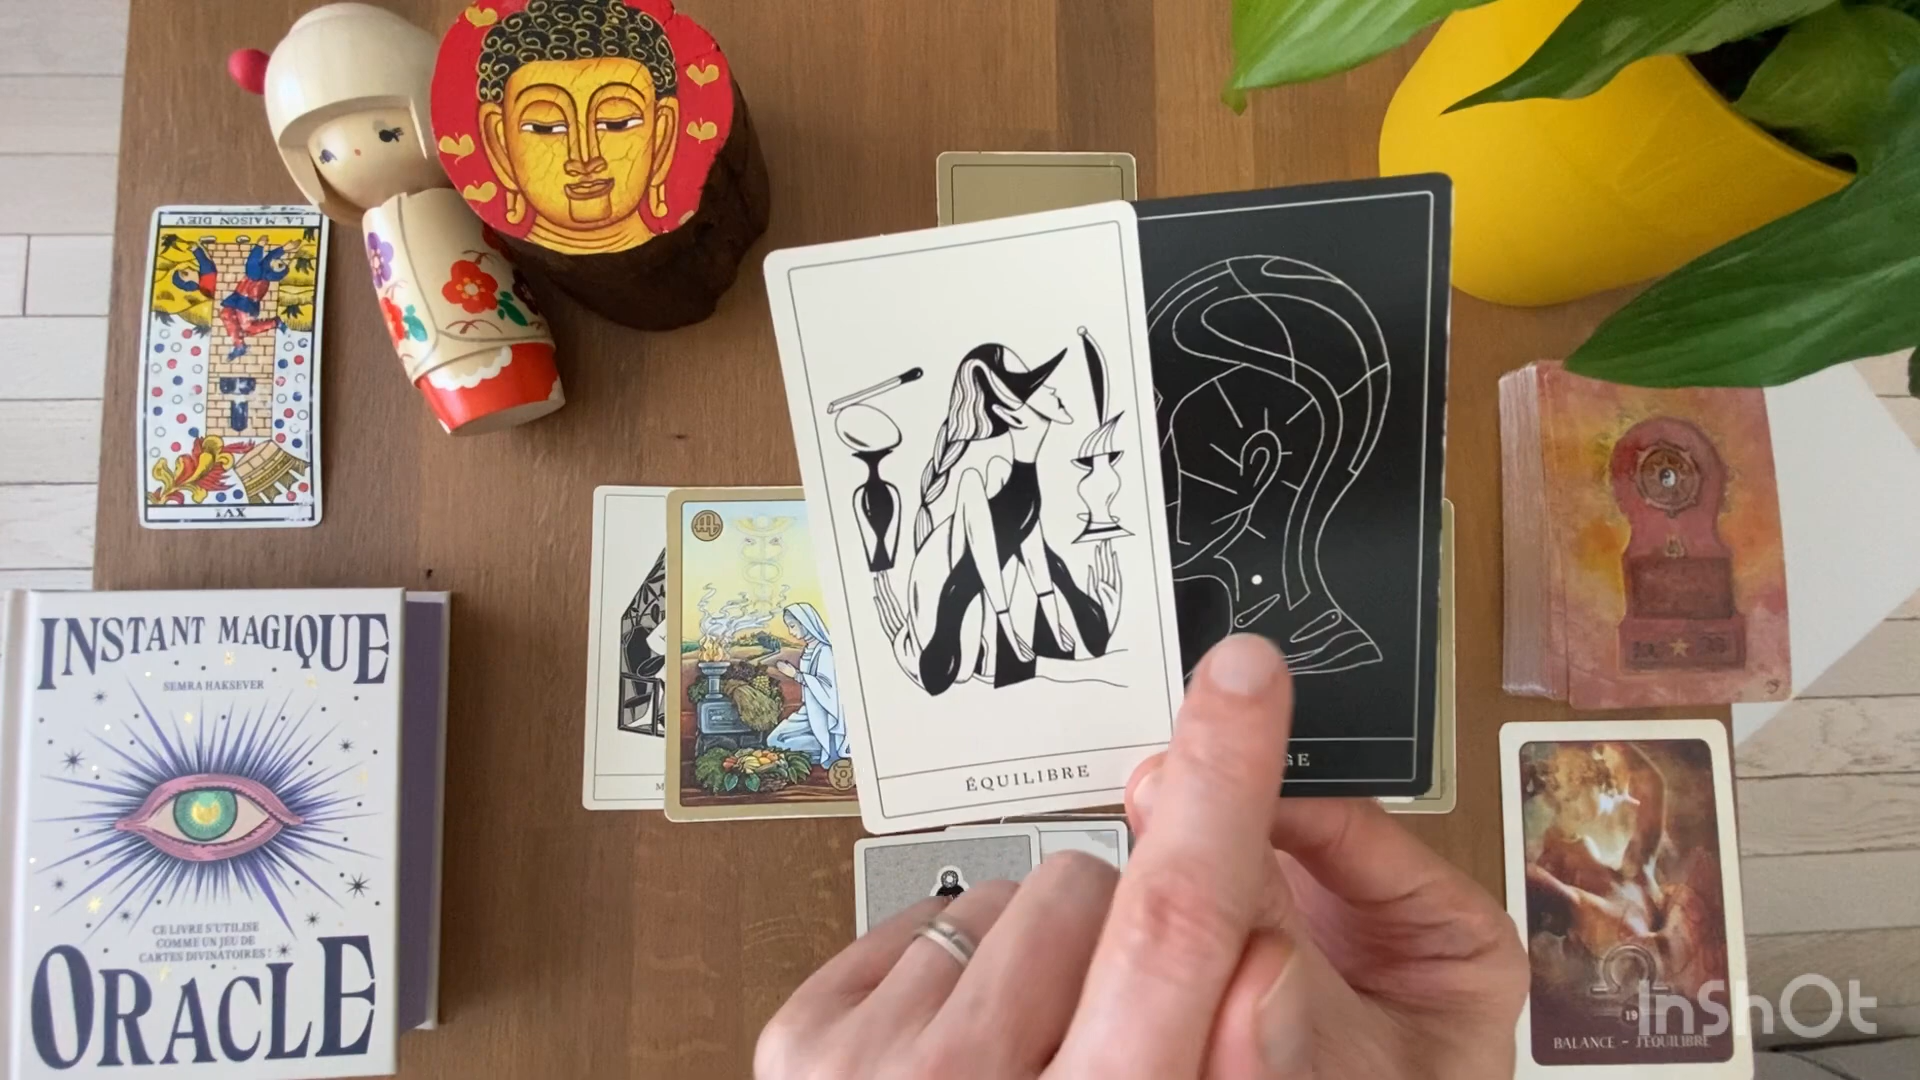 LA MAISON DIEV
XVI
INSTANT MAGIQUE
SEMRA HAKSEVER
CE LIVRE S'UTILISE
COMME UN JEU DE
CARTES DIVINATOIRES !
ORACLE
ÉQUILIBRE
GE
BALANCE - J'ÉQUILIBRE
InShOt